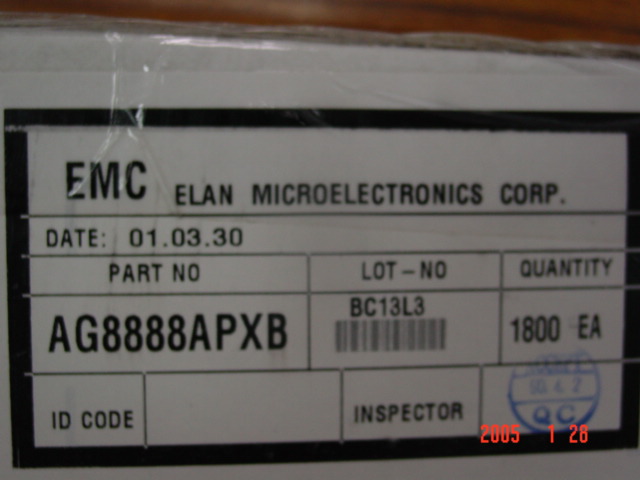 EMC ELAN MICROELECTRONICS CORP.
DATE: 01.03.30
PART NO LOT-NO QUANTITY
AG8888APXB BC13L3 1800 EA
ID CODE INSPECTOR QC
2005 1 28